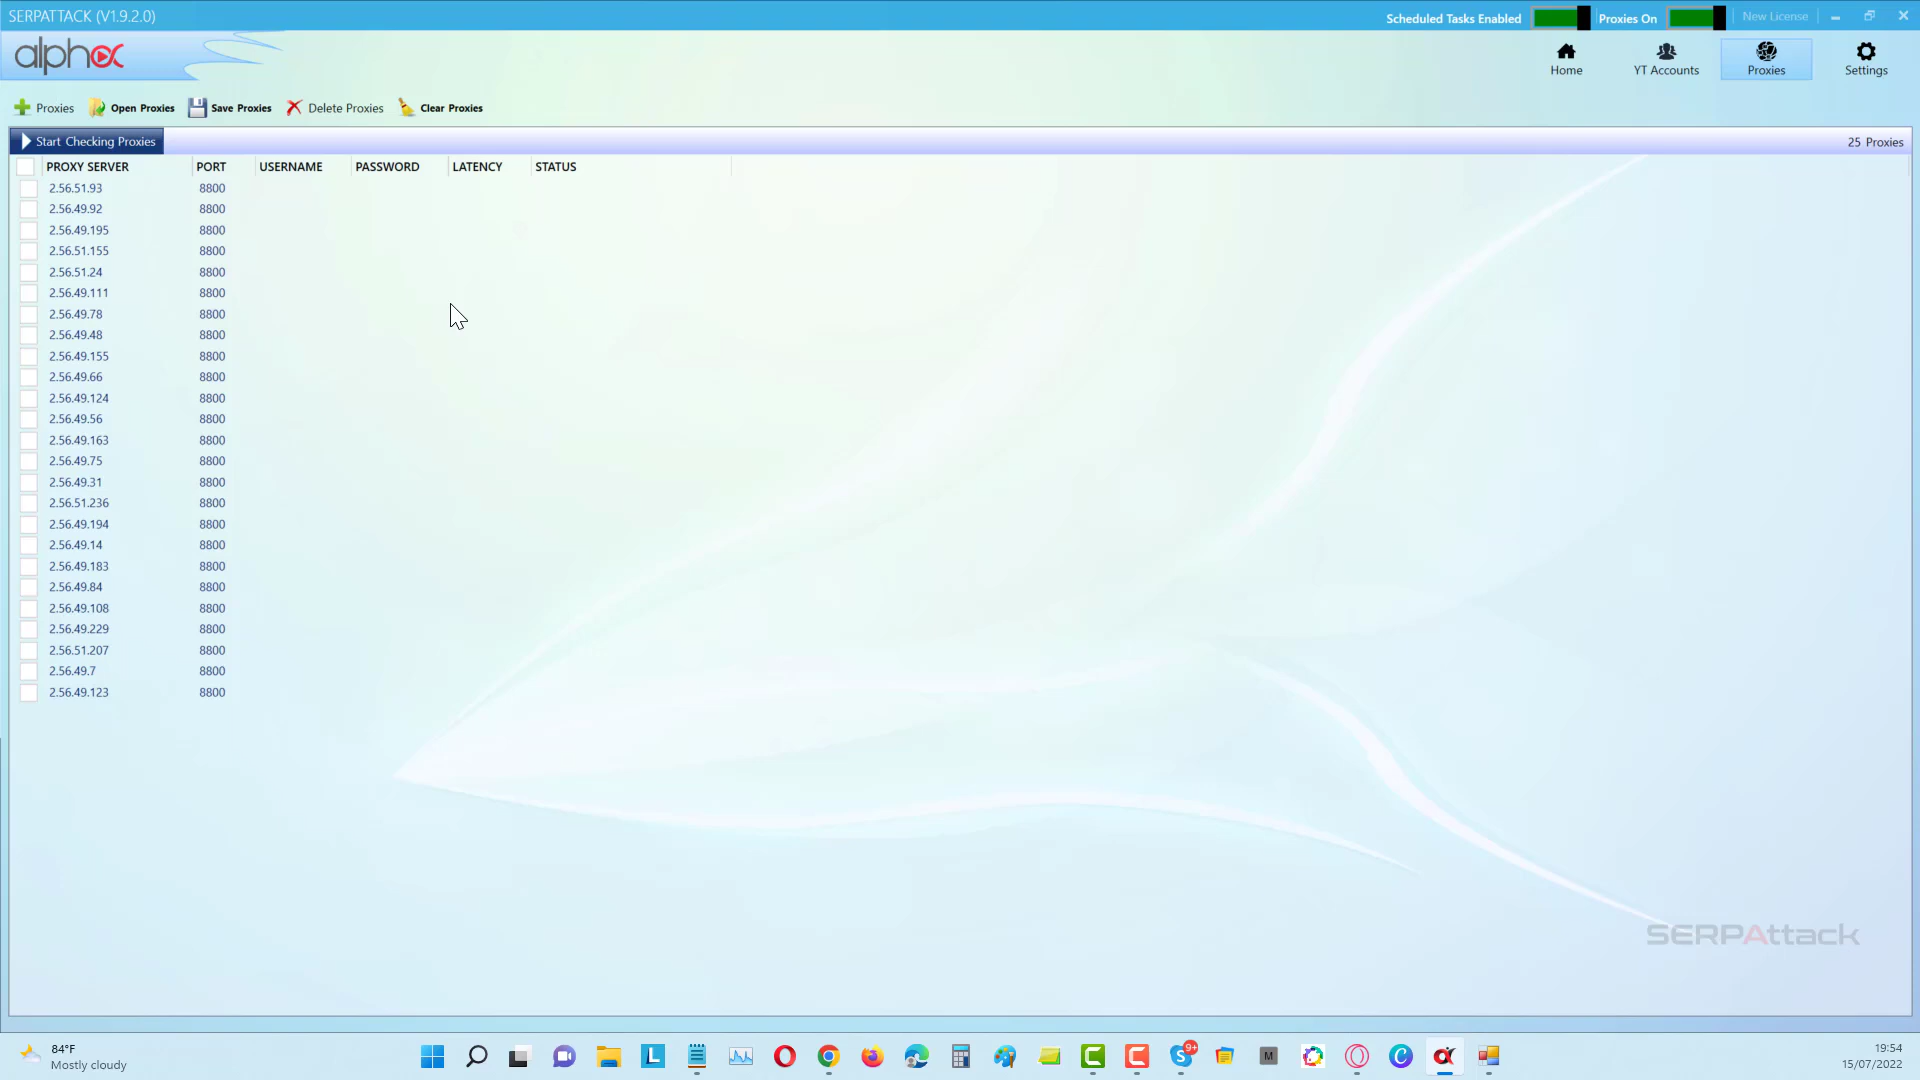 SERPATTACK (V1.9.2.0)
Scheduled Tasks Enabled
Proxies On
New License
alpha
Home
YT Accounts
Proxies
Settings
Proxies
Open Proxies
Save Proxies
Delete Proxies
Clear Proxies
Start Checking Proxies
25 Proxies
PROXY SERVER PORT USERNAME PASSWORD LATENCY STATUS
2.56.51.93 8800
2.56.49.92 8800
2.56.49.195 8800
2.56.51.155 8800
2.56.51.24 8800
2.56.49.111 8800
2.56.49.78 8800
2.56.49.48 8800
2.56.49.155 8800
2.56.49.66 8800
2.56.49.124 8800
2.56.49.56 8800
2.56.49.163 8800
2.56.49.75 8800
2.56.49.31 8800
2.56.51.236 8800
2.56.49.194 8800
2.56.49.14 8800
2.56.49.183 8800
2.56.49.84 8800
2.56.49.108 8800
2.56.49.229 8800
2.56.51.207 8800
2.56.49.7 8800
2.56.49.123 8800
SERPAttack
84°F
Mostly cloudy
L
C
C
S
9+
M
C
19:54
15/07/2022